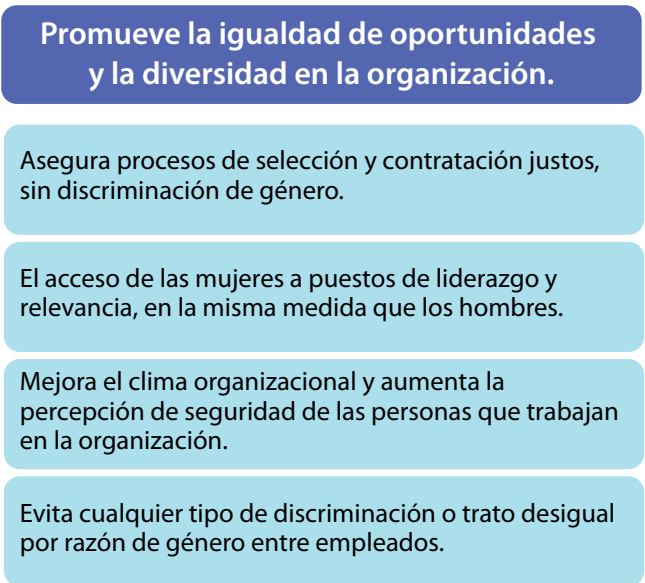 Promueve la igualdad de oportunidades
y la diversidad en la organización.
Asegura procesos de selección y contratación justos,
sin discriminación de género.
El acceso de las mujeres a puestos de liderazgo y
relevancia, en la misma medida que los hombres.
Mejora el clima organizacional y aumenta la
percepción de seguridad de las personas que trabajan
en la organización.
Evita cualquier tipo de discriminación o trato desigual
por razón de género entre empleados.